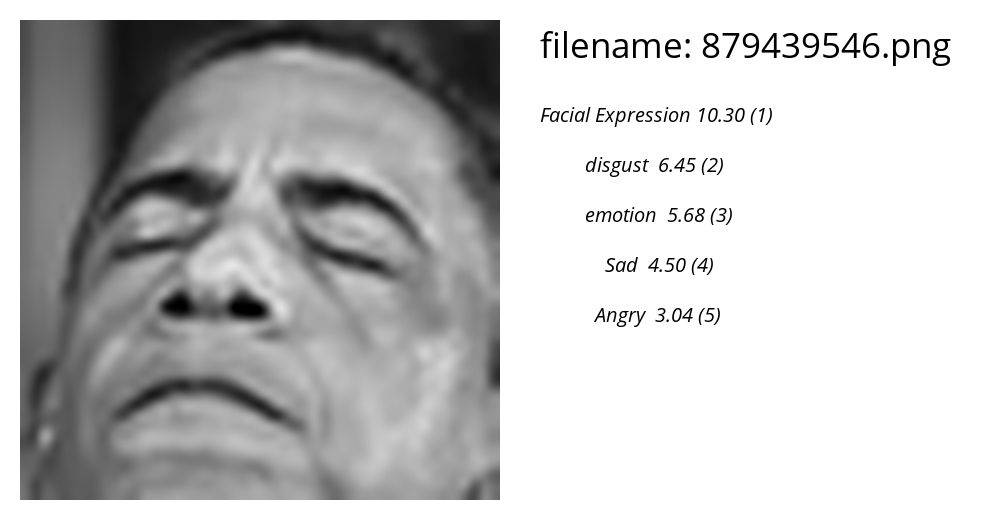 filename: 879439546.png
Facial Expression 10.30 (1)
disgust 6.45 (2)
emotion 5.68 (3)
Sad 4.50 (4)
Angry 3.04 (5)